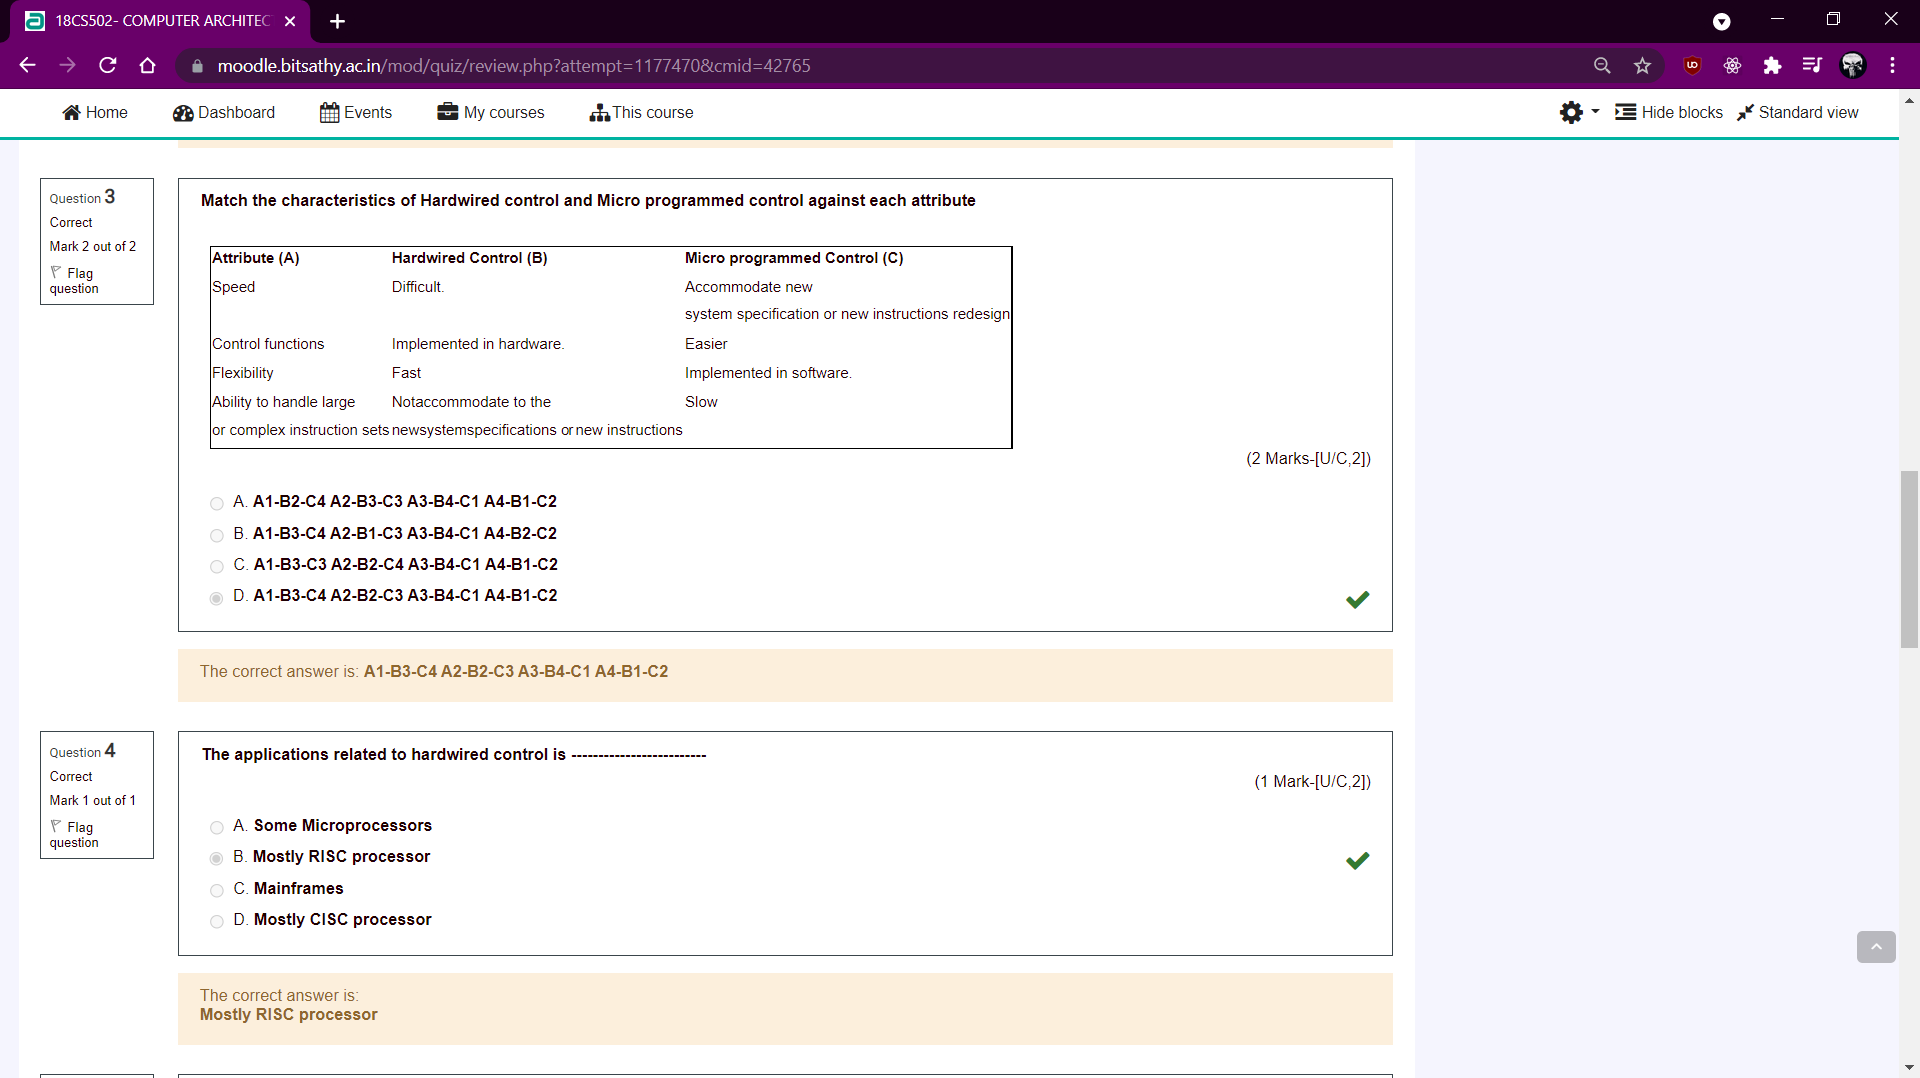 18CS502- COMPUTER ARCHITEC
moodle.bitsathy.ac.in/mod/quiz/review.php?attempt=1177470&cmid=42765
Home Dashboard Events My courses This course Hide blocks Standard view
Question 3
Correct
Mark 2 out of 2
Flag
question
Match the characteristics of Hardwired control and Micro programmed control against each attribute
Attribute (A) Hardwired Control (B) Micro programmed Control (C)
Speed Difficult. Accommodate new
system specification or new instructions redesign
Control functions Implemented in hardware. Easier
Flexibility Fast Implemented in software.
Ability to handle large Notaccommodate to the Slow
or complex instruction sets newsystemspecifications or new instructions
(2 Marks-[U/C,2])
A. A1-B2-C4 A2-B3-C3 A3-B4-C1 A4-B1-C2
B. A1-B3-C4 A2-B1-C3 A3-B4-C1 A4-B2-C2
C. A1-B3-C3 A2-B2-C4 A3-B4-C1 A4-B1-C2
D. A1-B3-C4 A2-B2-C3 A3-B4-C1 A4-B1-C2
The correct answer is: A1-B3-C4 A2-B2-C3 A3-B4-C1 A4-B1-C2
Question 4
Correct
Mark 1 out of 1
Flag
question
The applications related to hardwired control is -------------------------
(1 Mark-[U/C,2])
A. Some Microprocessors
B. Mostly RISC processor
C. Mainframes
D. Mostly CISC processor
The correct answer is:
Mostly RISC processor